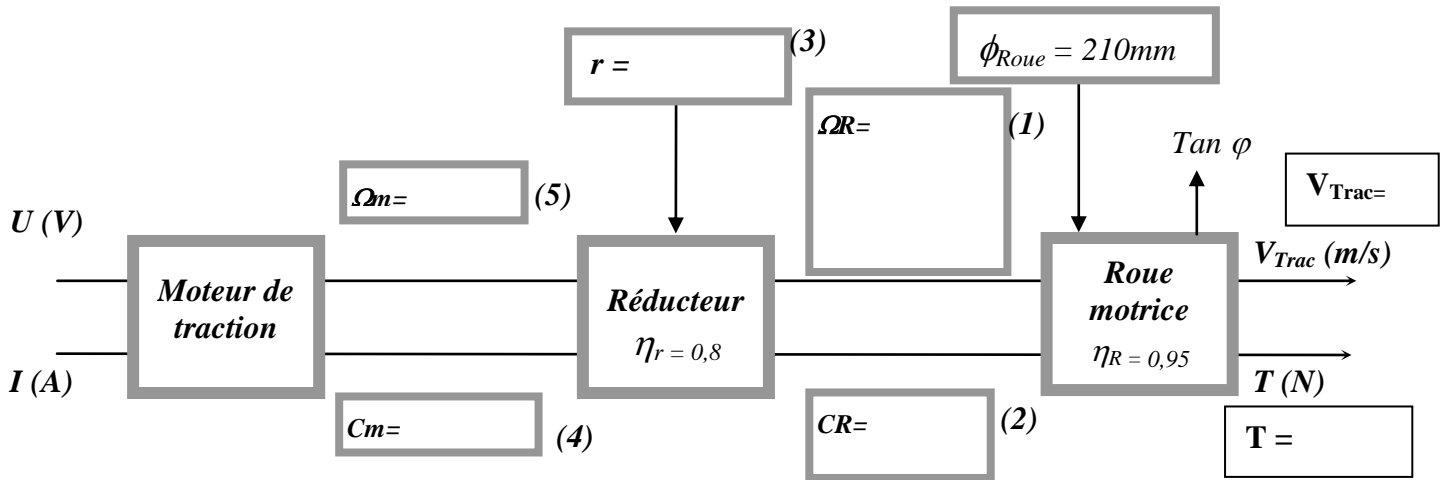 r =
(3)
ϕRoue = 210mm
ΩR=
(1)
Tan φ
VTrac=
Ωm=
(5)
U (V)
Moteur de
traction
Réducteur
ηr = 0,8
Roue
motrice
ηR = 0,95
VTrac (m/s)
I (A)
T (N)
Cm=
(4)
CR=
(2)
T =